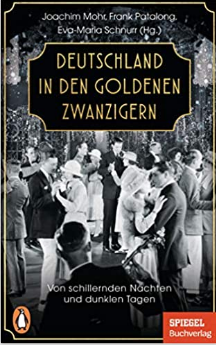 Joachim Mohr, Frank Patalong,
Eva-Maria Schnurr (Hg.)
DEUTSCHLAND
IN DEN GOLDENEN
ZWANZIGERN
Von schillernden Nächten
und dunklen Tagen
SPIEGEL
Buchverlag